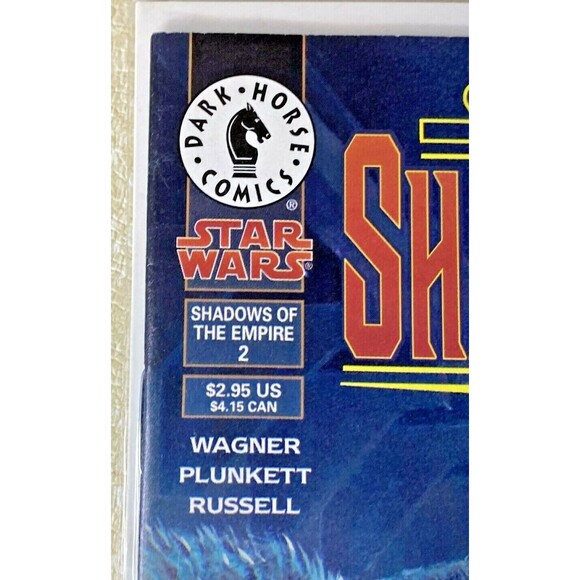 DARK • HORSE
• COMICS •
®
STAR
WARS®
SHADOWS OF
THE EMPIRE
2
$2.95 US
$4.15 CAN
WAGNER
PLUNKETT
RUSSELL
SH